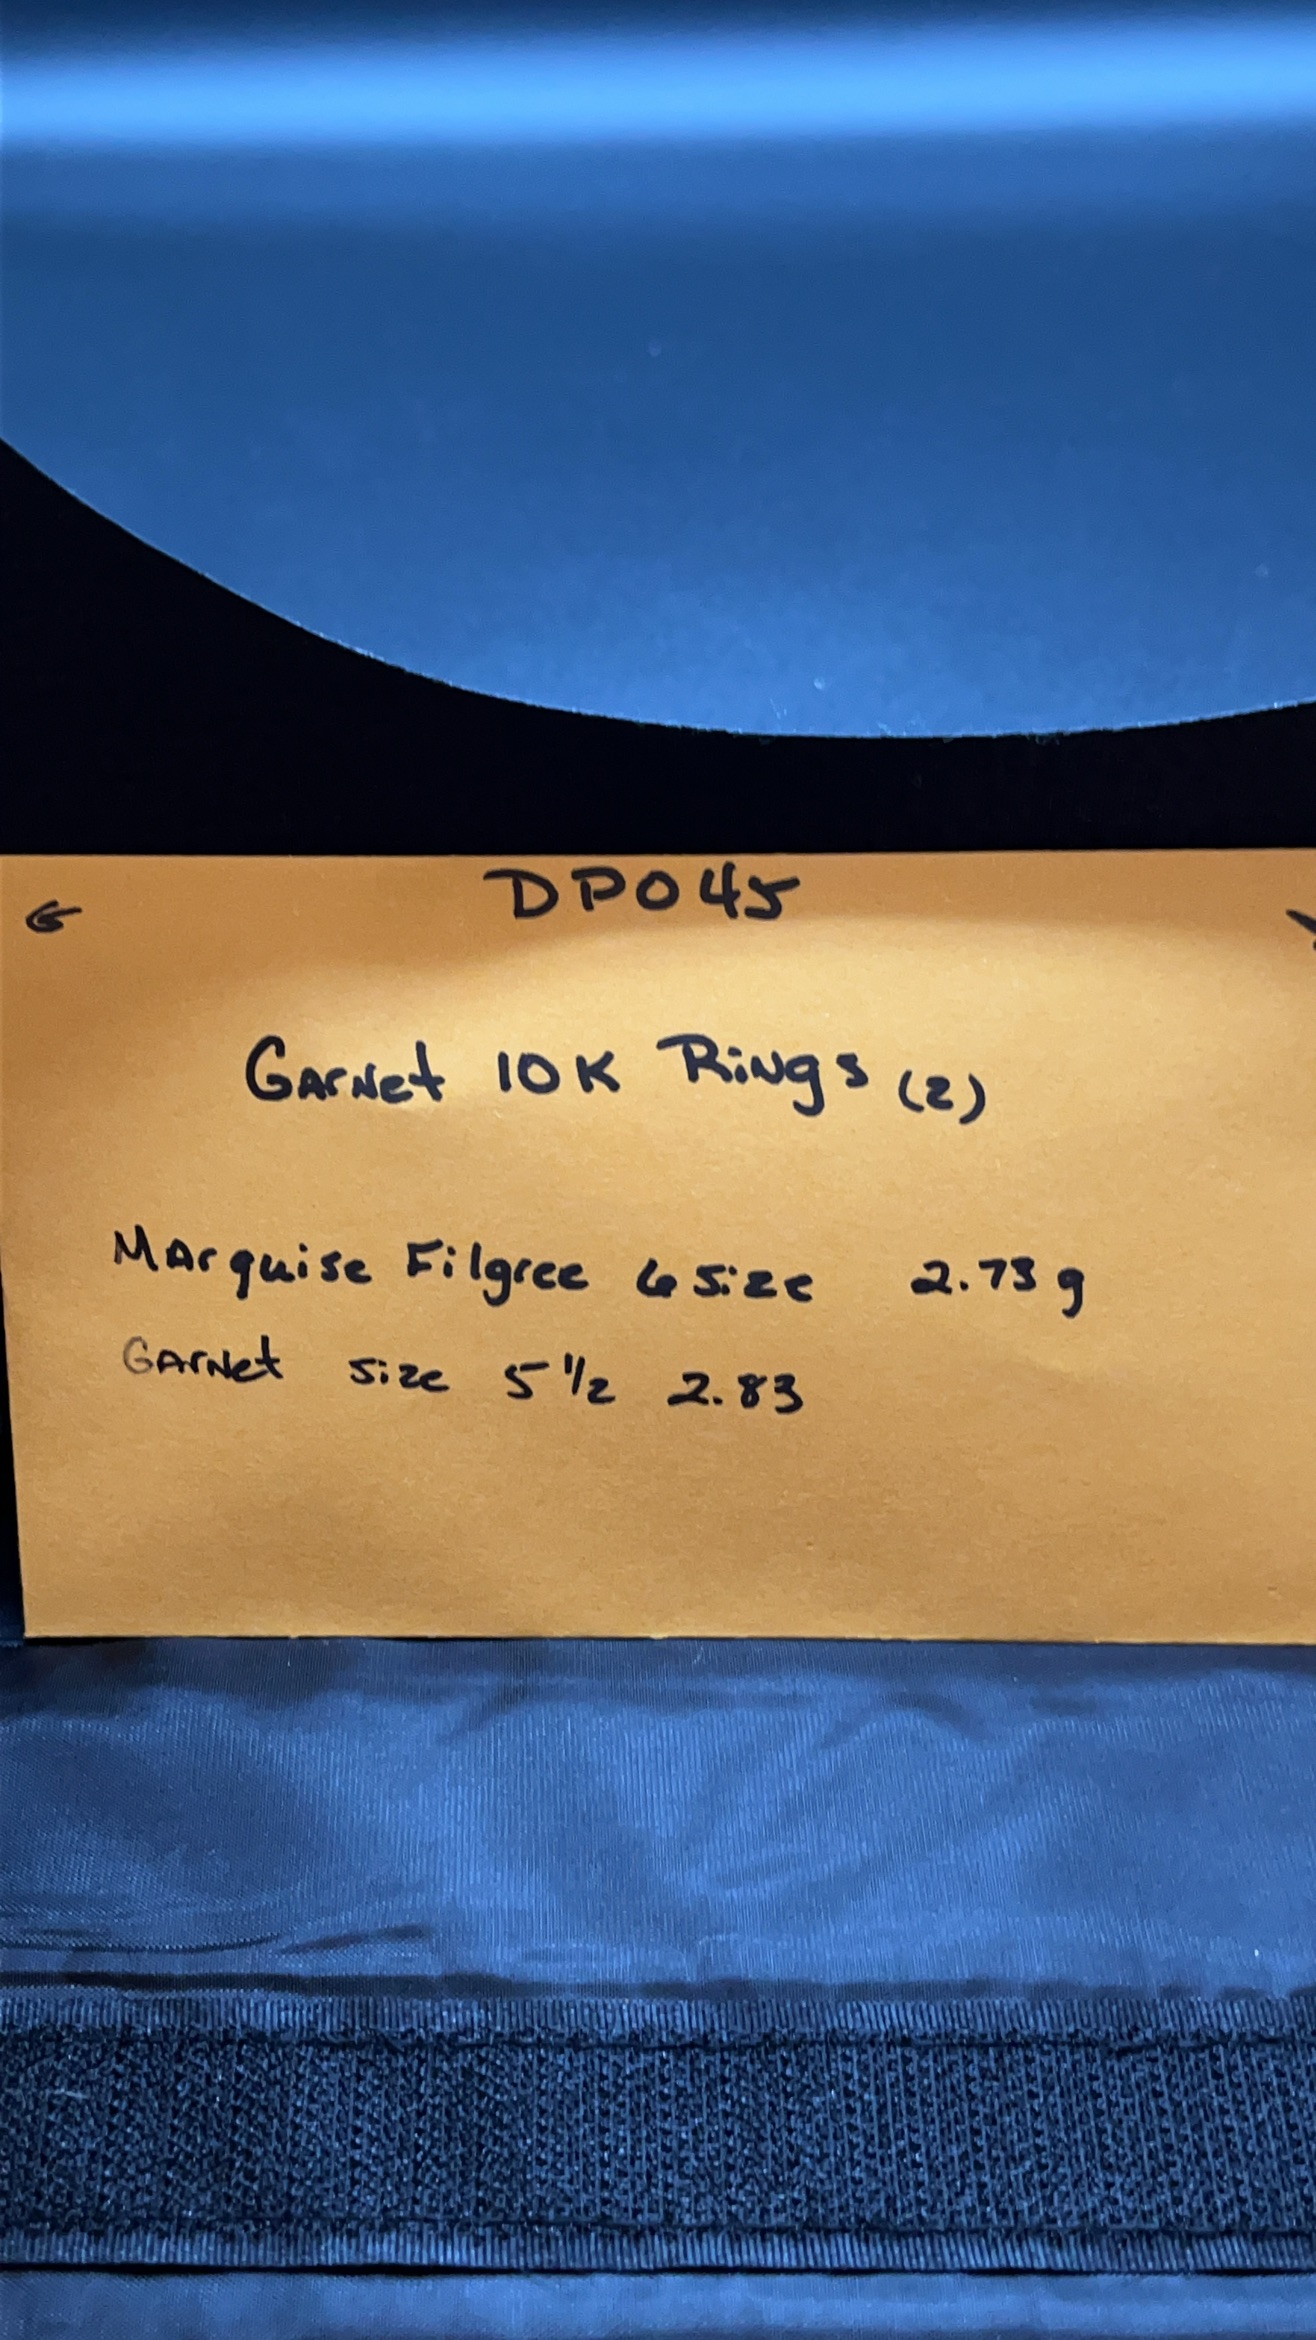 DP045
G
Garnet 10K Rings (2)
Marquise Filgree 6 size 2.73 g
Garnet size 5 1/2 2.83